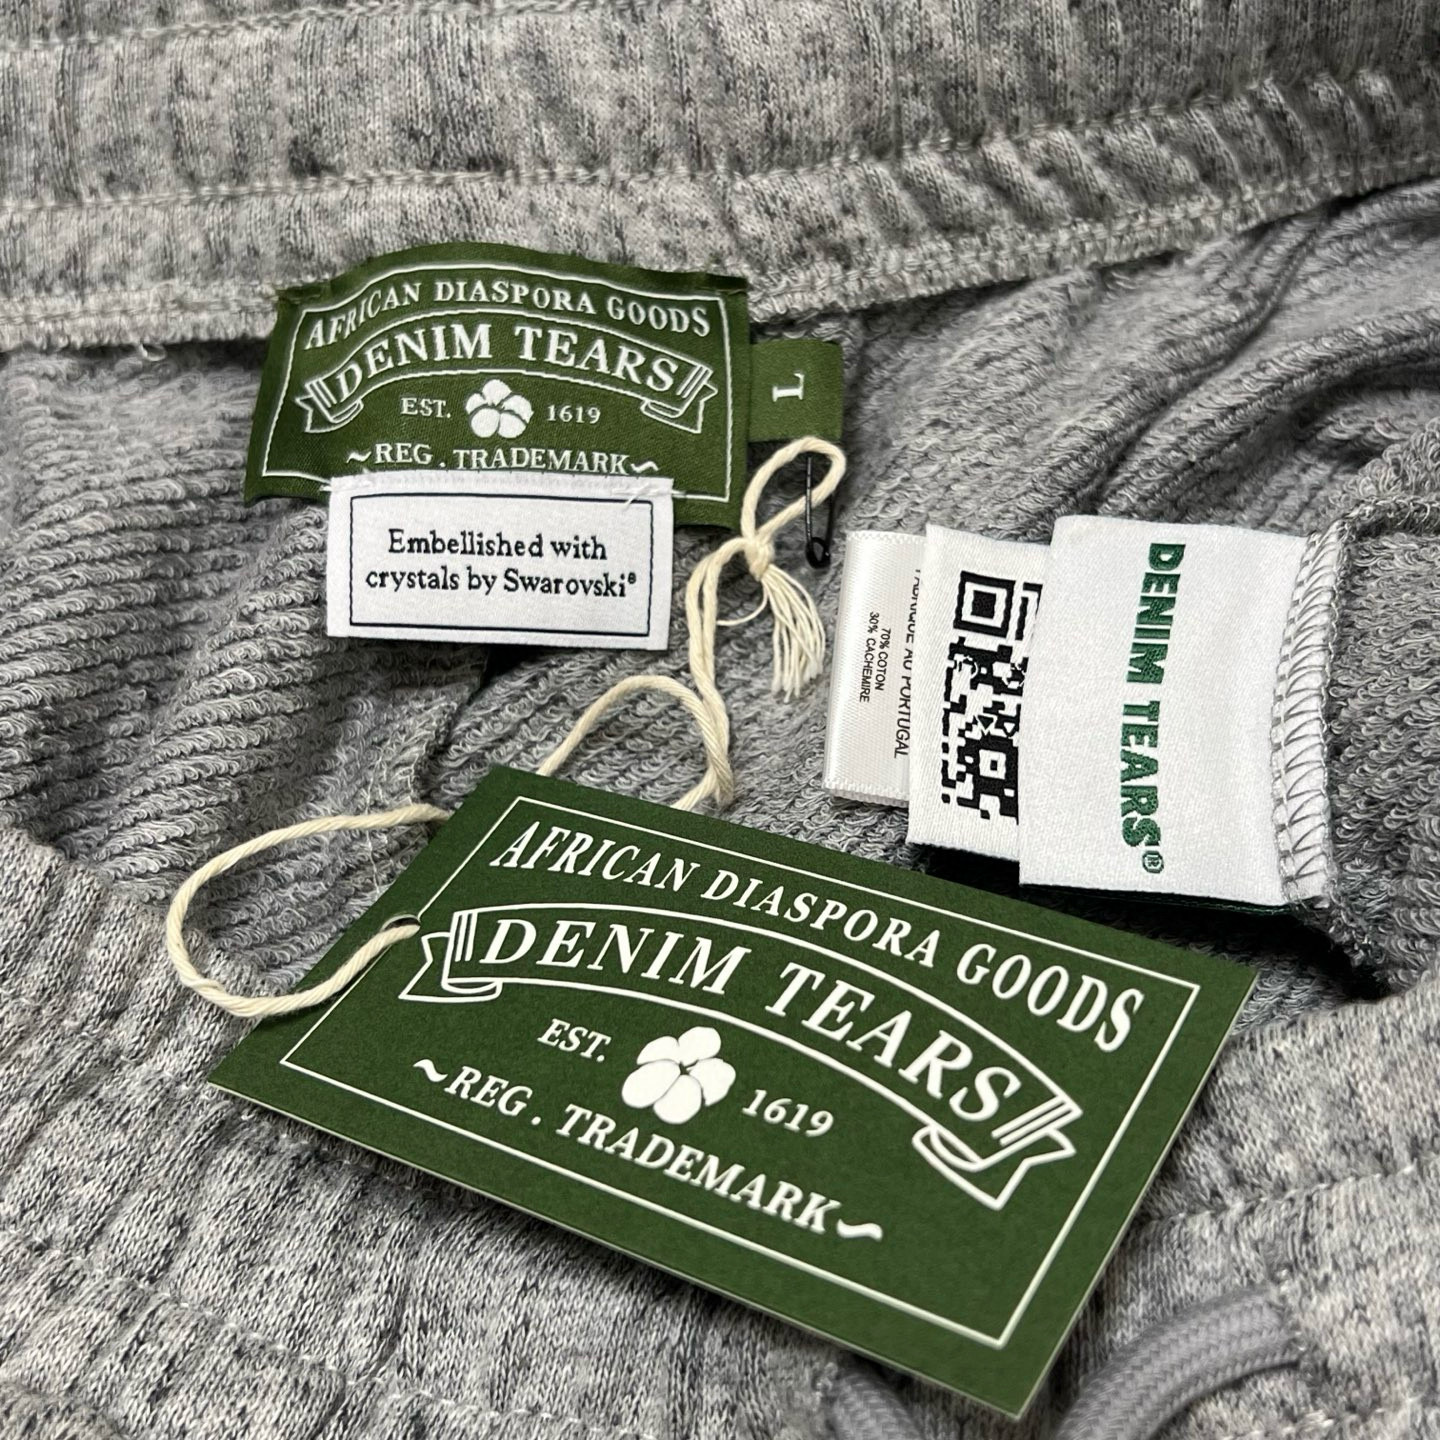 AFRICAN DIASPORA GOODS
DENIM TEARS
EST. 1619
~REG . TRADEMARK~
L
Embellished with
crystals by Swarovski®
AU PORTUGAL
70% COTON
30% CACHEMIRE
DENIM TEARS®
AFRICAN DIASPORA GOODS
DENIM TEARS
EST. 1619
~REG . TRADEMARK~